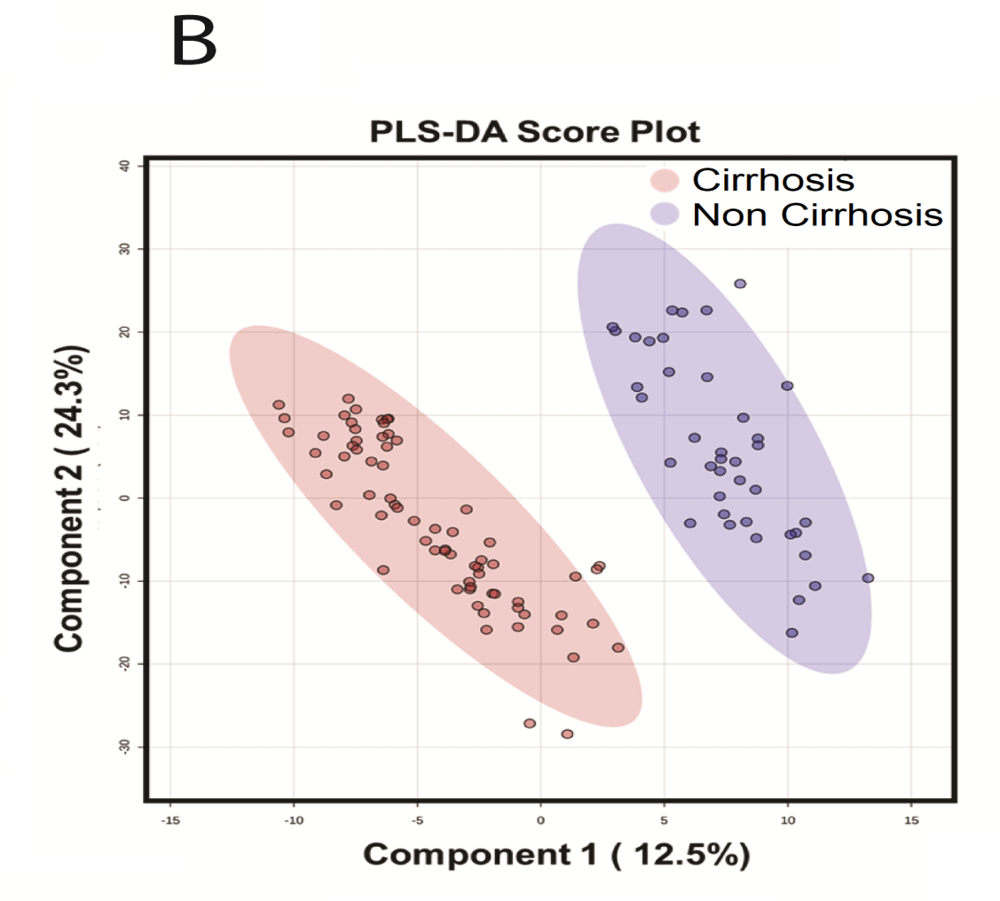 B
PLS-DA Score Plot
Cirrhosis
Non Cirrhosis
Component 2 ( 24.3%)
40
30
20
10
0
-10
-20
-30
-15
-10
-5
0
5
10
15
Component 1 ( 12.5%)